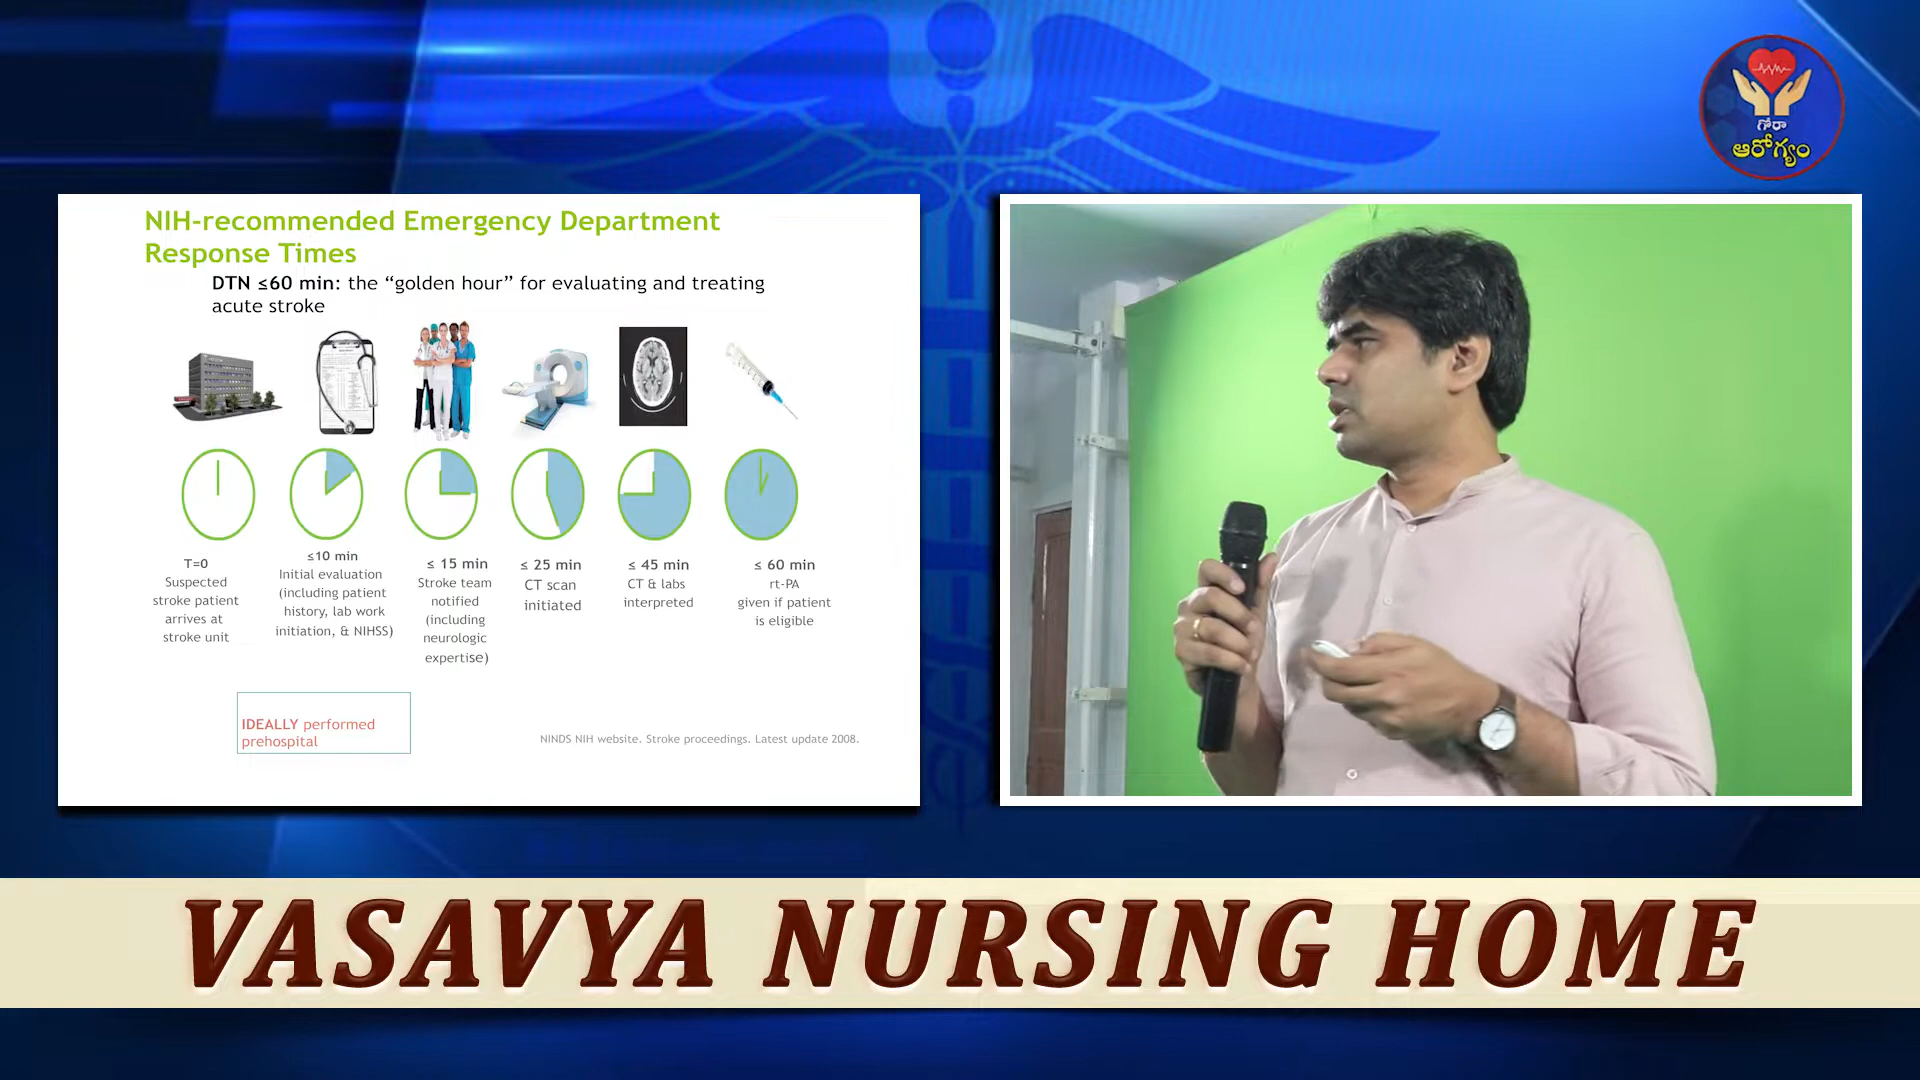 గోరా
ఆరోగ్యం
NIH-recommended Emergency Department
Response Times
DTN ≤60 min: the “golden hour” for evaluating and treating
acute stroke
T=0
Suspected
stroke patient
arrives at
stroke unit
≤10 min
Initial evaluation
(including patient
history, lab work
initiation, & NIHSS)
≤ 15 min
Stroke team
notified
(including
neurologic
expertise)
≤ 25 min
CT scan
initiated
≤ 45 min
CT & labs
interpreted
≤ 60 min
rt-PA
given if patient
is eligible
IDEALLY performed
prehospital
NINDS NIH website. Stroke proceedings. Latest update 2008.
VASAVYA NURSING HOME